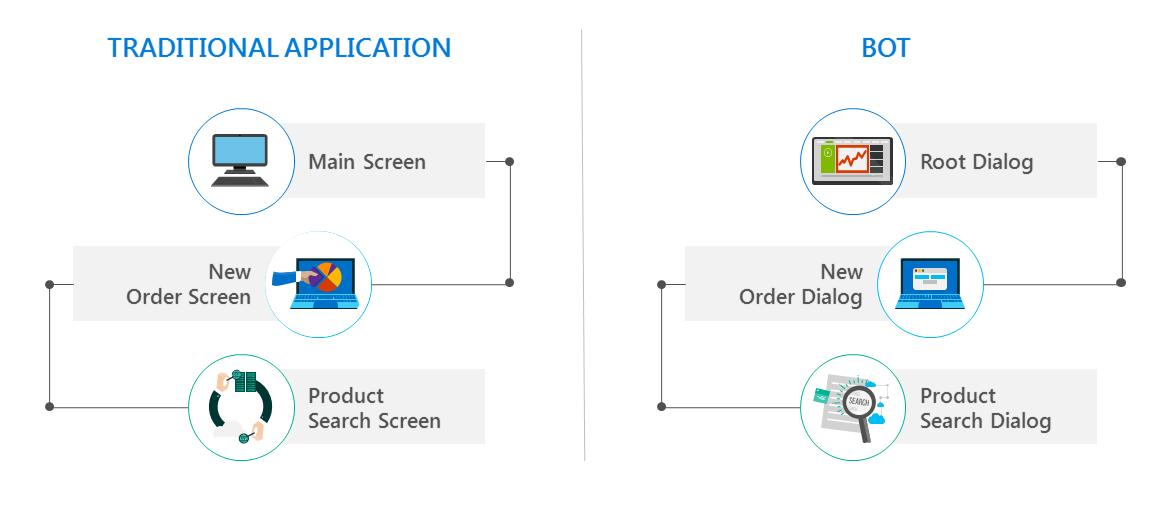 TRADITIONAL APPLICATION
Main Screen
New
Order Screen
Product
Search Screen
BOT
Root Dialog
New
Order Dialog
SEARCH
Product
Search Dialog